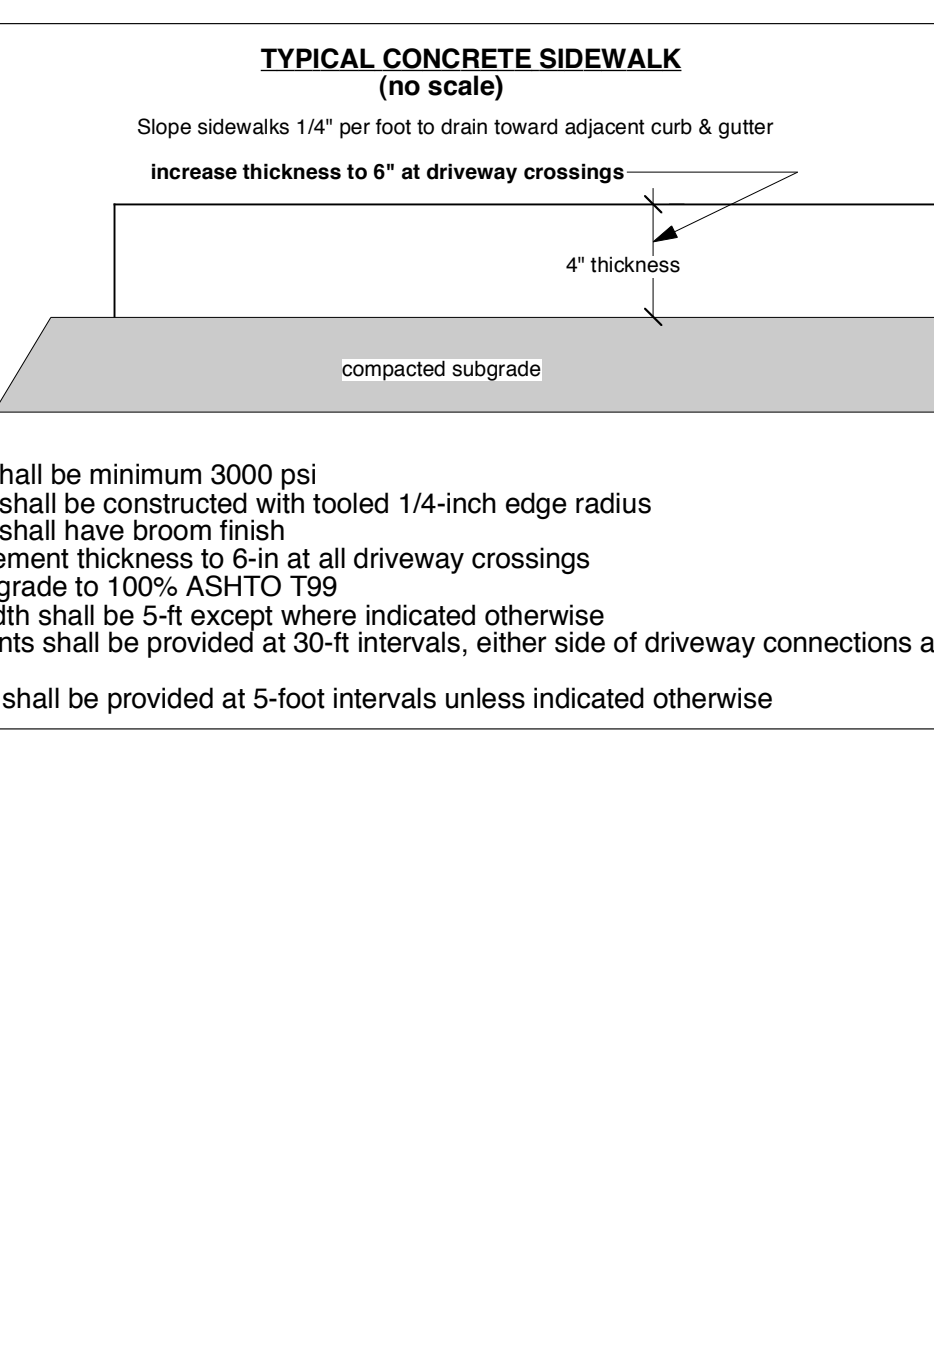 TYPICAL CONCRETE SIDEWALK
(no scale)
Slope sidewalks 1/4" per foot to drain toward adjacent curb & gutter
increase thickness to 6" at driveway crossings
4" thickness
compacted subgrade
hall be minimum 3000 psi
shall be constructed with tooled 1/4-inch edge radius
shall have broom finish
ement thickness to 6-in at all driveway crossings
grade to 100% ASHTO T99
dth shall be 5-ft except where indicated otherwise
nts shall be provided at 30-ft intervals, either side of driveway connections a
shall be provided at 5-foot intervals unless indicated otherwise